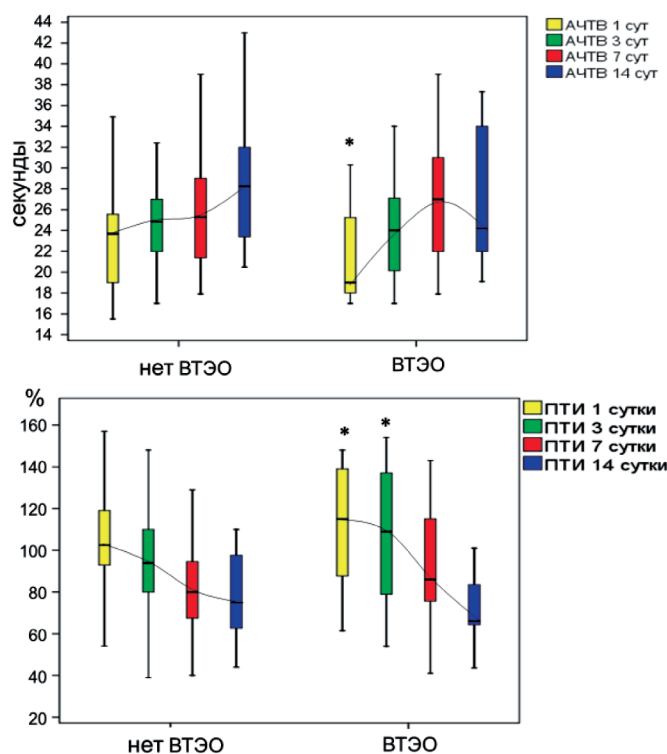 44
42
40
38
36
34
32
30
28
26
24
22
20
18
16
14
секунды
*
нет ВТЭО
ВТЭО
АЧТВ 1 сут
АЧТВ 3 сут
АЧТВ 7 сут
АЧТВ 14 сут
%
160
140
120
100
80
60
40
20
*
*
нет ВТЭО
ВТЭО
ПТИ 1 сутки
ПТИ 3 сутки
ПТИ 7 сутки
ПТИ 14 сутки